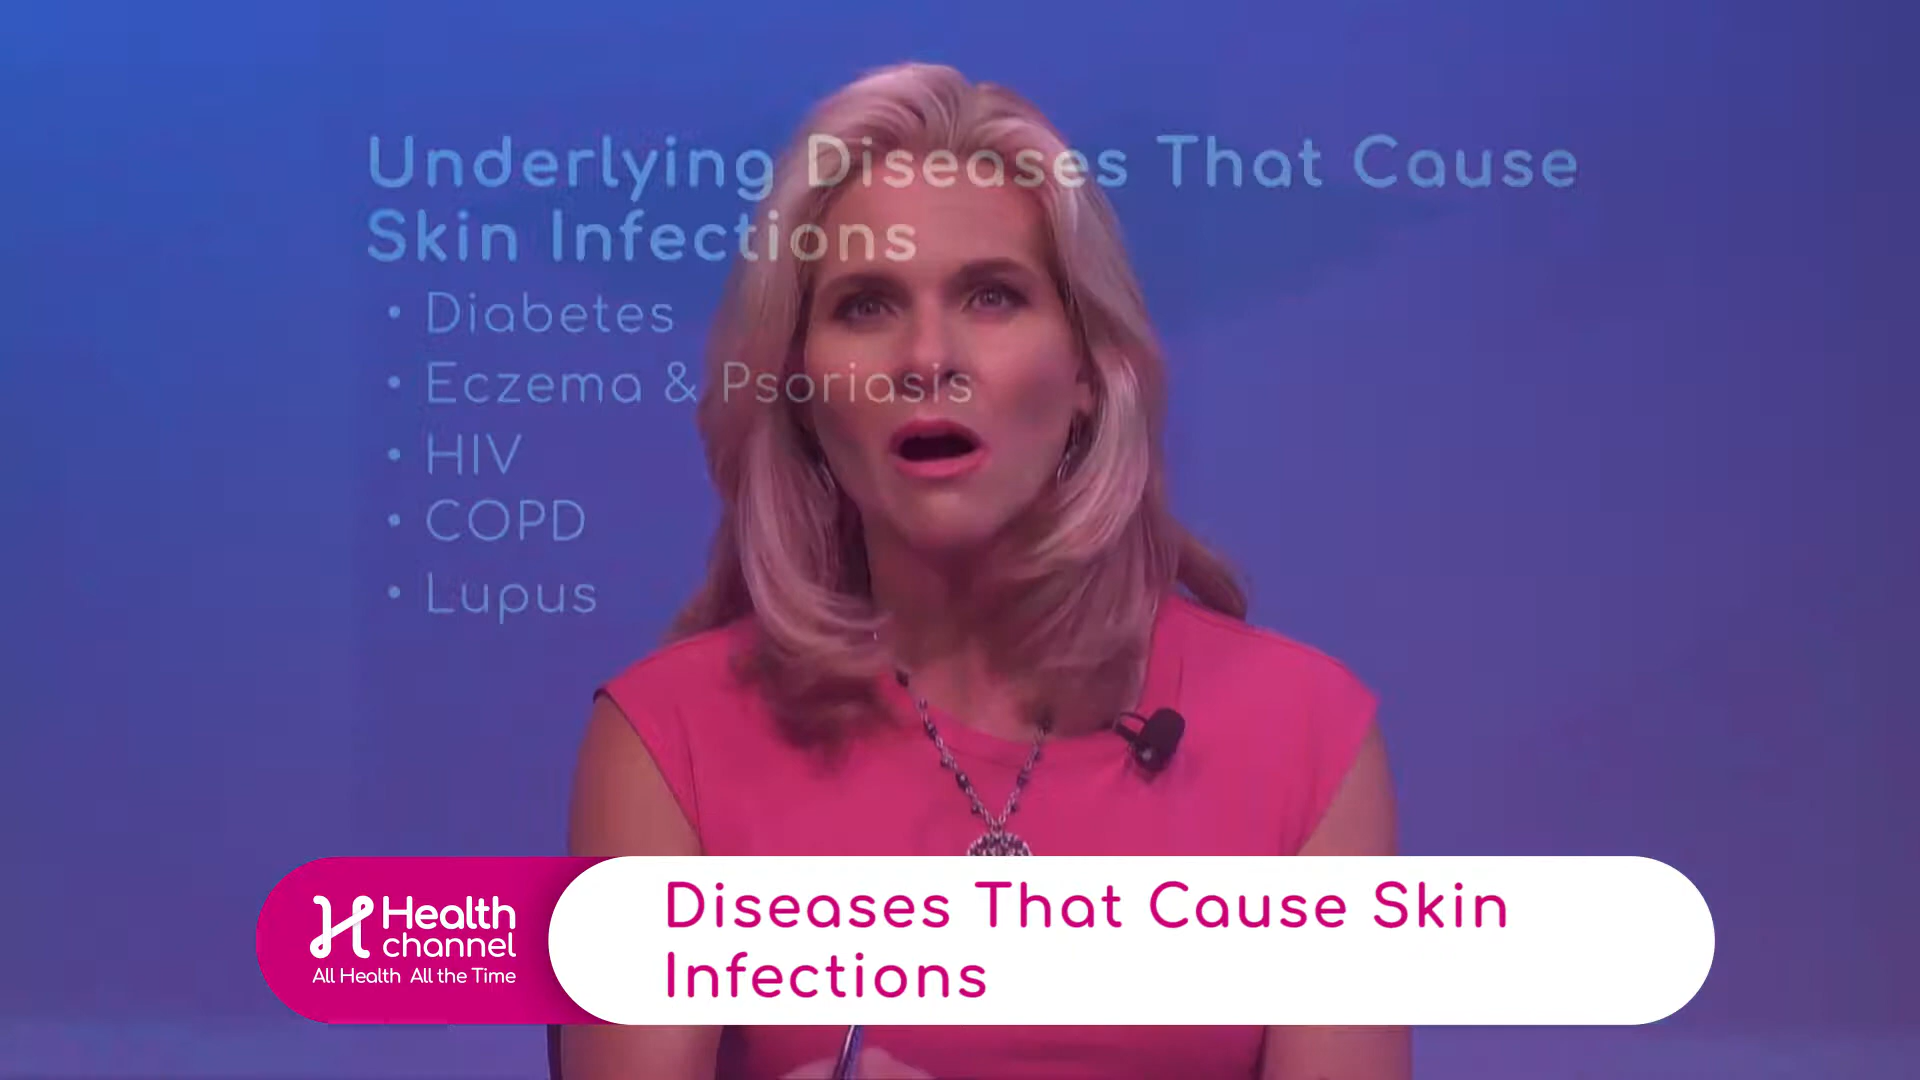 Underlying Diseases That Cause
Skin Infections
• Diabetes
• Eczema & Psoriasis
• HIV
• COPD
• Lupus
Health
channel
All Health All the Time
Diseases That Cause Skin
Infections